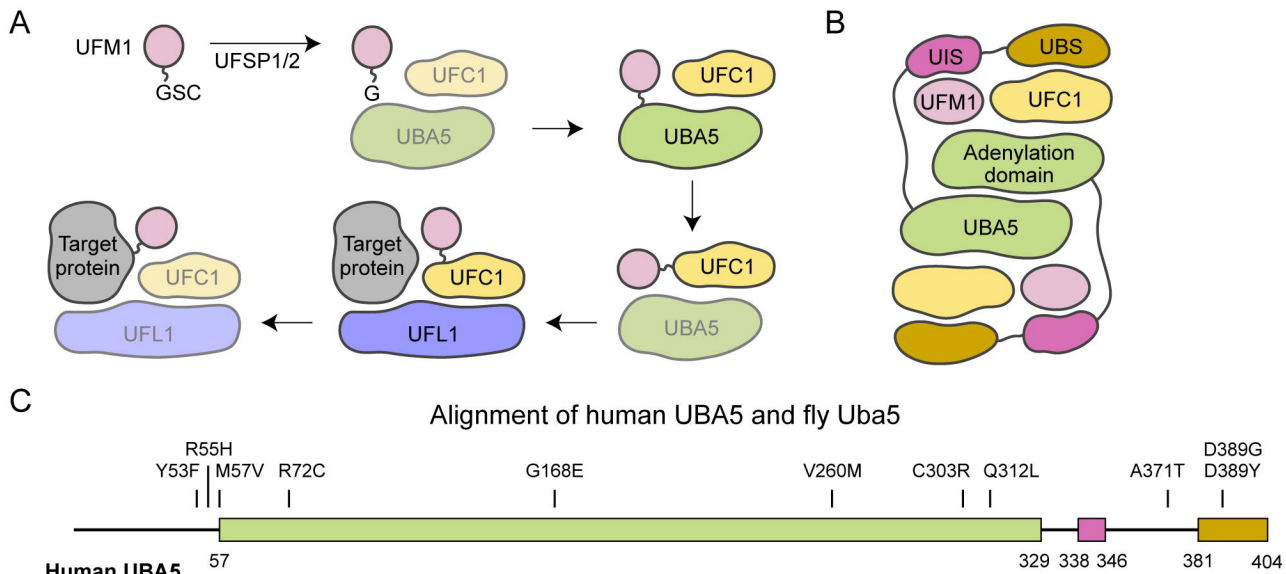 A
UFM1
GSC
UFSP1/2
G
UFC1
UBA5
UFC1
UBA5
Target
protein
UFC1
UFL1
Target
protein
UFC1
UFL1
UFC1
UBA5
B
UIS
UBS
UFM1
UFC1
Adenylation
domain
UBA5
C
Alignment of human UBA5 and fly Uba5
R55H
D389G
Y53F
M57V
R72C
G168E
V260M
C303R
Q312L
A371T
D389Y
57
329
338
346
381
404
Human UBA5